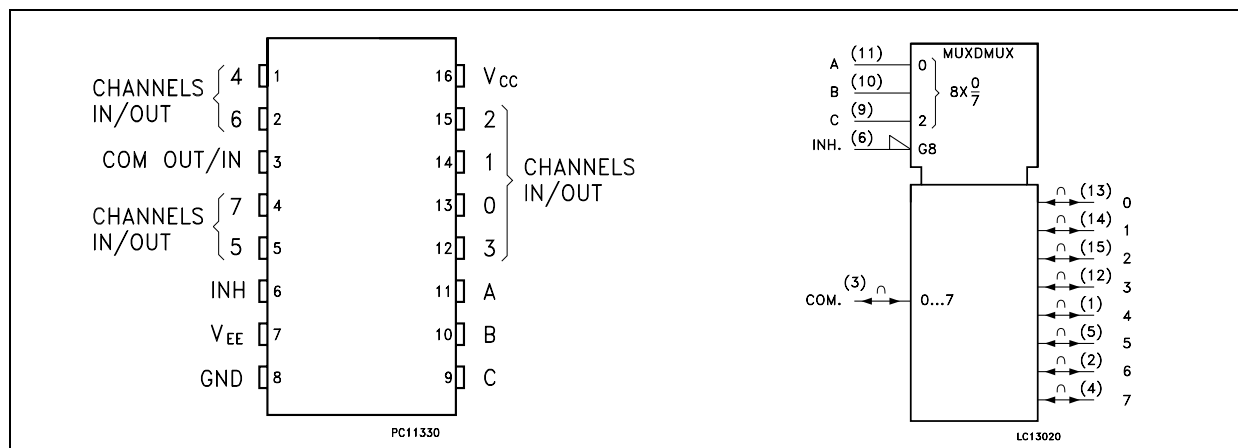 CHANNELS
IN/OUT
4 1 16 VCC
6 2 15 2
COM OUT/IN 3 14 1
CHANNELS
IN/OUT
CHANNELS
IN/OUT
7 4 13 0
5 5 12 3
INH 6 11 A
VEE 7 10 B
GND 8 9 C
PC11330
MUXDMUX
A (11) 0
B (10) 8X 0/7
C (9) 2
INH. (6) G8
∩ (13) 0
∩ (14) 1
∩ (15) 2
∩ (12) 3
COM. (3) ∩ 0...7
∩ (1) 4
∩ (5) 5
∩ (2) 6
∩ (4) 7
LC13020